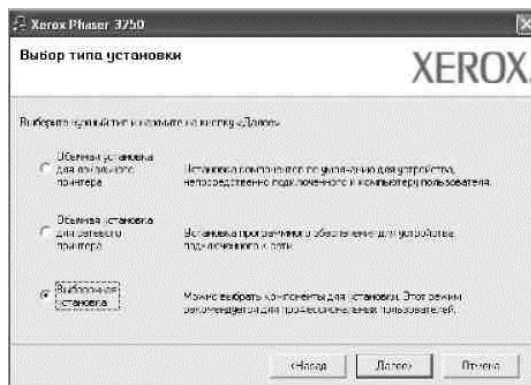 Xerox Phaser 3250
Выбор типа установки
XEROX.
Выберите нужный тип и нажмите на кнопку «Далее»
Обычная установка
для локального
принтера
Установка компонентов по умолчанию для устройства,
непосредственно подключенного к компьютеру пользователя.
Обычная установка
для сетевого
принтера
Установка программного обеспечения для устройства,
подключенного к сети.
Выборочная
установка
Можно выбрать компоненты для установки. Этот режим
рекомендуется для профессиональных пользователей.
<Назад
Далее>
Отмена